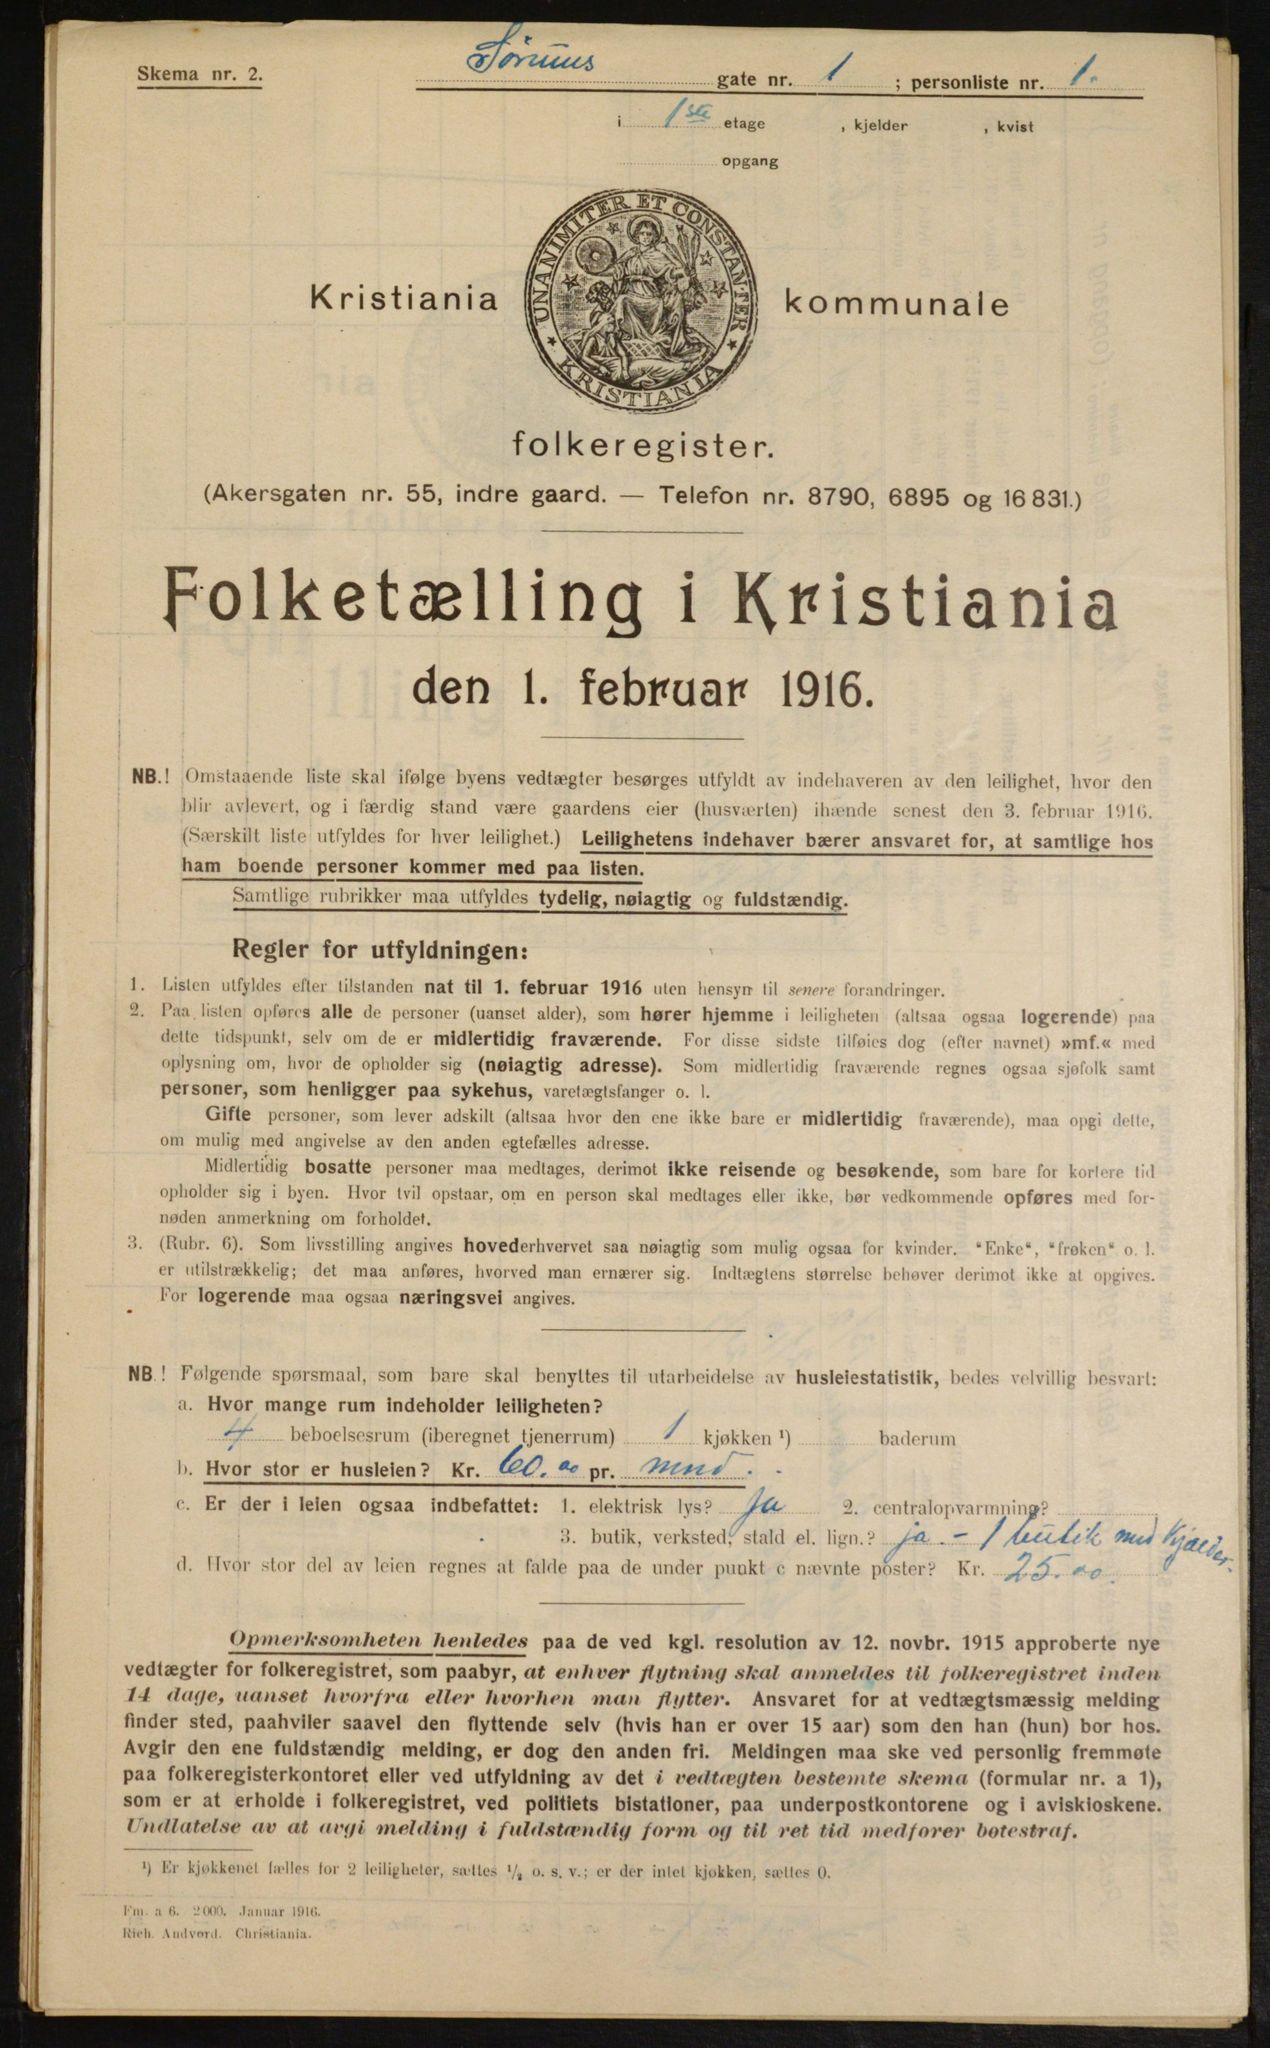 Skema nr. 2.
Sørums gate nr. 1 ; personliste nr. 1.
i 1ste etage , kjelder , kvist
opgang
UNANIMITER ET CONSTANTER
KRISTIANIA
Kristiania kommunale
folkeregister.
(Akersgaten nr. 55, indre gaard. — Telefon nr. 8790, 6895 og 16831.)
Folketælling i Kristiania
den 1. februar 1916.
NB.! Omstaaende liste skal ifølge byens vedtægter besørges utfyldt av indehaveren av den leilighet, hvor den
blir avlevert, og i færdig stand være gaardens eier (husværten) ihænde senest den 3. februar 1916.
(Særskilt liste utfyldes for hver leilighet.) Leilighetens indehaver bærer ansvaret for, at samtlige hos
ham boende personer kommer med paa listen.
Samtlige rubrikker maa utfyldes tydelig, nøiagtig og fuldstændig.
Regler for utfyldningen:
1. Listen utfyldes efter tilstanden nat til 1. februar 1916 uten hensyn til senere forandringer.
2. Paa listen opføres alle de personer (uanset alder), som hører hjemme i leiligheten (altsaa ogsaa logerende) paa
dette tidspunkt, selv om de er midlertidig fraværende. For disse sidste tilføies dog (efter navnet) »mf.« med
oplysning om, hvor de opholder sig (nøiagtig adresse). Som midlertidig fraværende regnes ogsaa sjøfolk samt
personer, som henligger paa sykehus, varetægtsfanger o. l.
Gifte personer, som lever adskilt (altsaa hvor den ene ikke bare er midlertidig fraværende), maa opgi dette,
om mulig med angivelse av den anden egtefælles adresse.
Midlertidig bosatte personer maa medtages, derimot ikke reisende og besøkende, som bare for kortere tid
opholder sig i byen. Hvor tvil opstaar, om en person skal medtages eller ikke, bør vedkommende opføres med for-
nøden anmerkning om forholdet.
3. (Rubr. 6). Som livsstilling angives hovederhvervet saa nøiagtig som mulig ogsaa for kvinder. "Enke", "frøken" o. l.
er utilstrækkelig; det maa anføres, hvorved man ernærer sig. Indtægtens størrelse behøver derimot ikke at opgives.
For logerende maa ogsaa næringsvei angives.
NB.! Følgende spørsmaal, som bare skal benyttes til utarbeidelse av husleiestatistik, bedes velvillig besvart:
a. Hvor mange rum indeholder leiligheten?
4 beboelsesrum (iberegnet tjenerrum) 1 kjøkken ¹) baderum
b. Hvor stor er husleien? Kr. 60.00 pr. mnd.
c. Er der i leien ogsaa indbefattet: 1. elektrisk lys? Ja 2. centralopvarmning?
3. butik, verksted, stald el. lign.? ja - 1 butik med Kjælder.
d. Hvor stor del av leien regnes at falde paa de under punkt c nævnte poster? Kr. 25.00.
Opmerksomheten henledes paa de ved kgl. resolution av 12. novbr. 1915 approberte nye
vedtægter for folkeregistret, som paabyr, at enhver flytning skal anmeldes til folkeregistret inden
14 dage, uanset hvorfra eller hvorhen man flytter. Ansvaret for at vedtægtsmæssig melding
finder sted, paahviler saavel den flyttende selv (hvis han er over 15 aar) som den han (hun) bor hos.
Avgir den ene fuldstændig melding, er dog den anden fri. Meldingen maa ske ved personlig fremmøte
paa folkeregisterkontoret eller ved utfyldning av det i vedtægten bestemte skema (formular nr. a 1),
som er at erholde i folkeregistret, ved politiets bistationer, paa underpostkontorene og i aviskioskene.
Undlatelse av at avgi melding i fuldstændig form og til ret tid medfører bøtestraf.
¹) Er kjøkkenet fælles for 2 leiligheter, sættes ½ o. s. v.; er der intet kjøkken, sættes 0.
Fm. a 6. 2000. Januar 1916.
Rich. Andvord. Christiania.